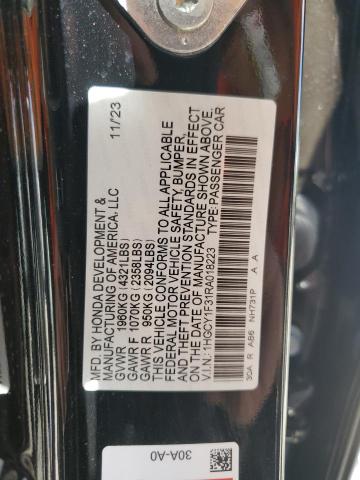 MFD. BY HONDA DEVELOPMENT & 11/23
MANUFACTURING OF AMERICA, LLC
GVWR 1960KG (4321LBS)
GAWR F 1070KG (2358LBS)
GAWR R 950KG (2094LBS)
THIS VEHICLE CONFORMS TO ALL APPLICABLE
FEDERAL MOTOR VEHICLE SAFETY, BUMPER,
AND THEFT PREVENTION STANDARDS IN EFFECT
ON THE DATE OF MANUFACTURE SHOWN ABOVE.
V.I.N.: 1HGCV1F31RA018223 TYPE:PASSENGER CAR
30A R AB6 NH731P A A
30A-A0